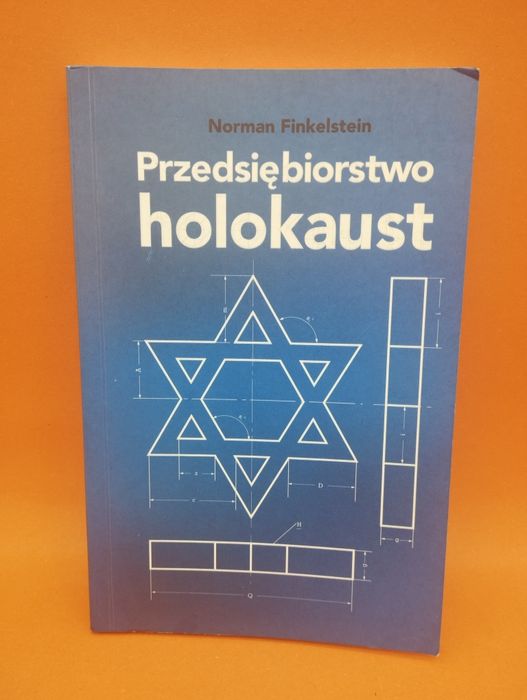 Norman Finkelstein
Przedsiębiorstwo
holokaust
D
H
Q